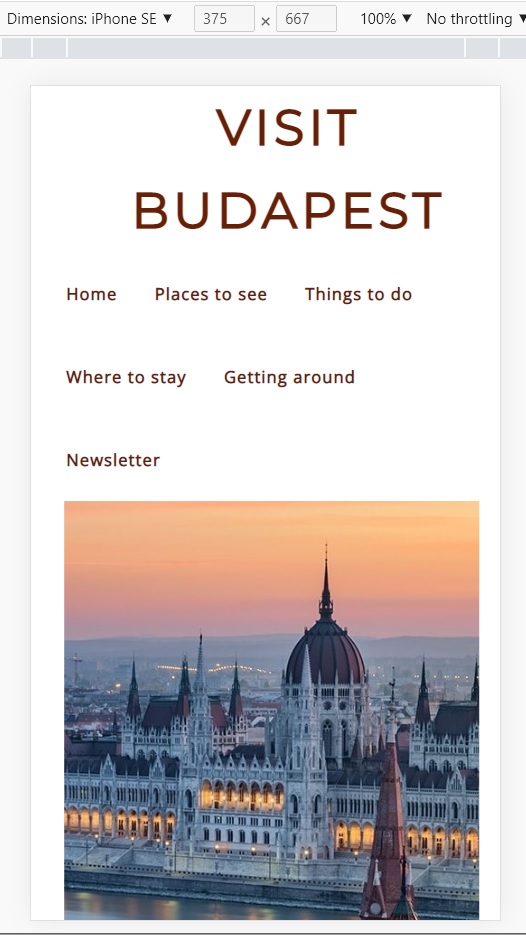 Dimensions: iPhone SE ▼ 375 × 667 100% ▼ No throttling ▼
VISIT
BUDAPEST
Home Places to see Things to do
Where to stay Getting around
Newsletter